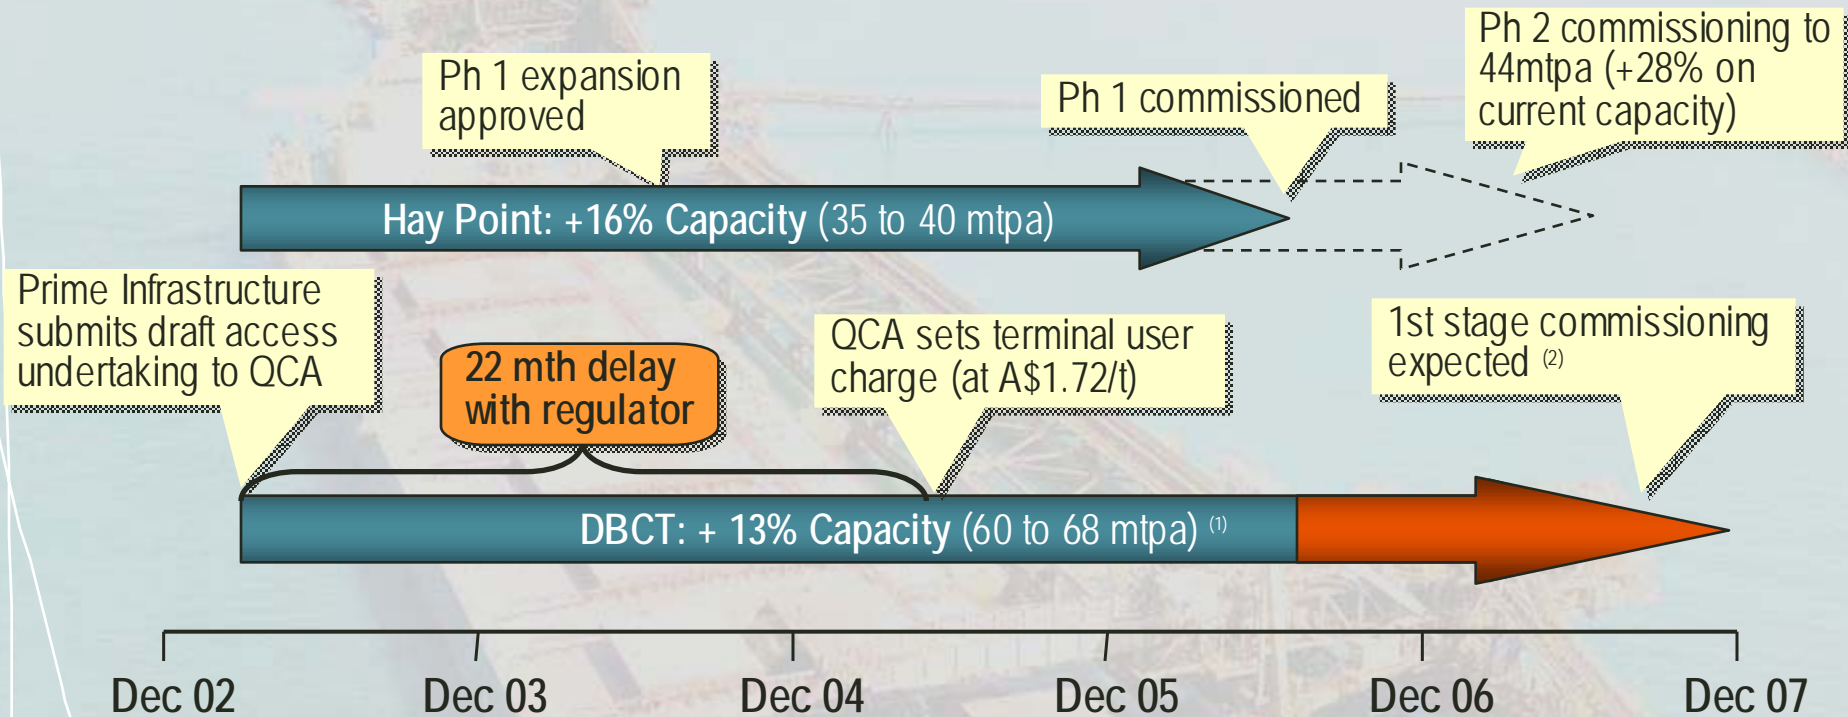 Ph 1 expansion
approved
Ph 1 commissioned
Ph 2 commissioning to
44mtpa (+28% on
current capacity)
Hay Point: +16% Capacity (35 to 40 mtpa)
Prime Infrastructure
submits draft access
undertaking to QCA
22 mth delay
with regulator
QCA sets terminal user
charge (at A$1.72/t)
1st stage commissioning
expected (2)
DBCT: + 13% Capacity (60 to 68 mtpa) (1)
Dec 02
Dec 03
Dec 04
Dec 05
Dec 06
Dec 07